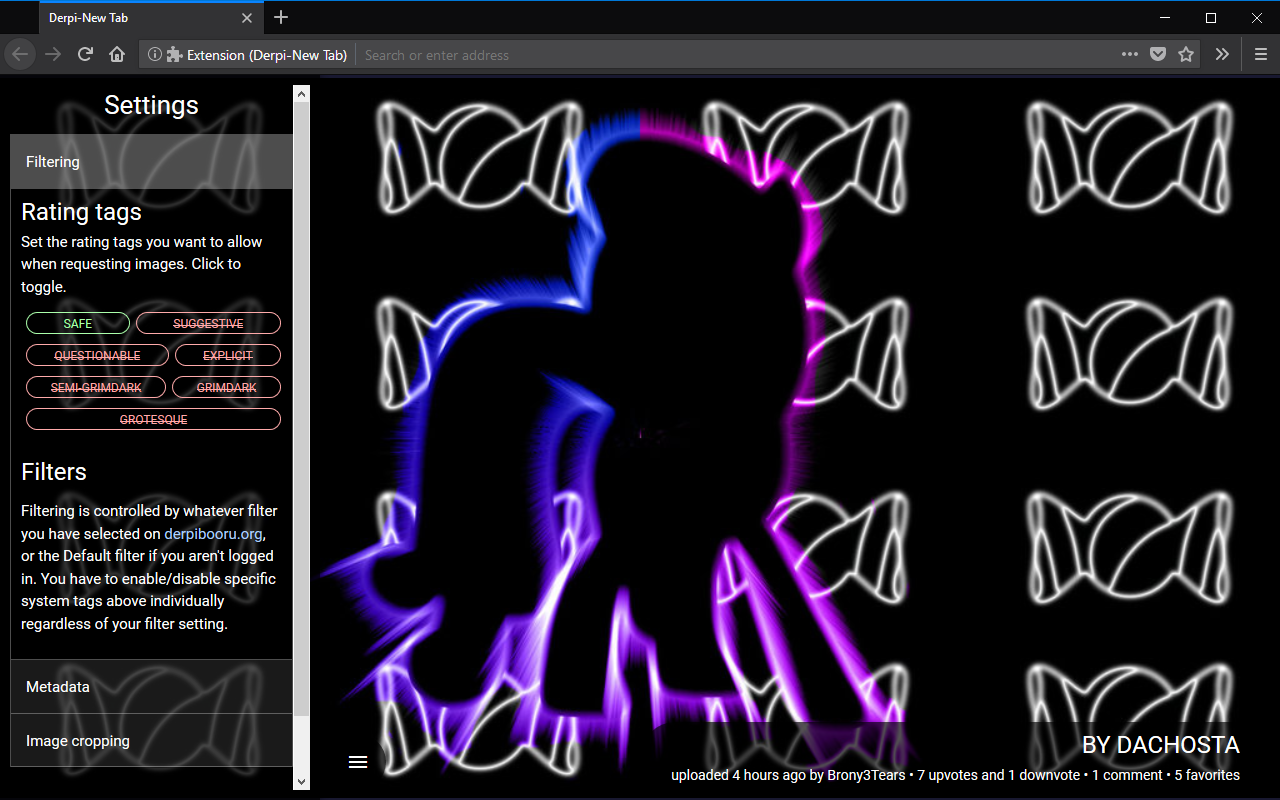 Derpi-New Tab
Extension (Derpi-New Tab)
Search or enter address
Settings
Filtering
Rating tags
Set the rating tags you want to allow
when requesting images. Click to
toggle.
SAFE
SUGGESTIVE
QUESTIONABLE
EXPLICIT
SEMI-GRIMDARK
GRIMDARK
GROTESQUE
Filters
Filtering is controlled by whatever filter
you have selected on derpibooru.org,
or the Default filter if you aren't logged
in. You have to enable/disable specific
system tags above individually
regardless of your filter setting.
Metadata
Image cropping
BY DACHOSTA
uploaded 4 hours ago by Brony3Tears • 7 upvotes and 1 downvote • 1 comment • 5 favorites